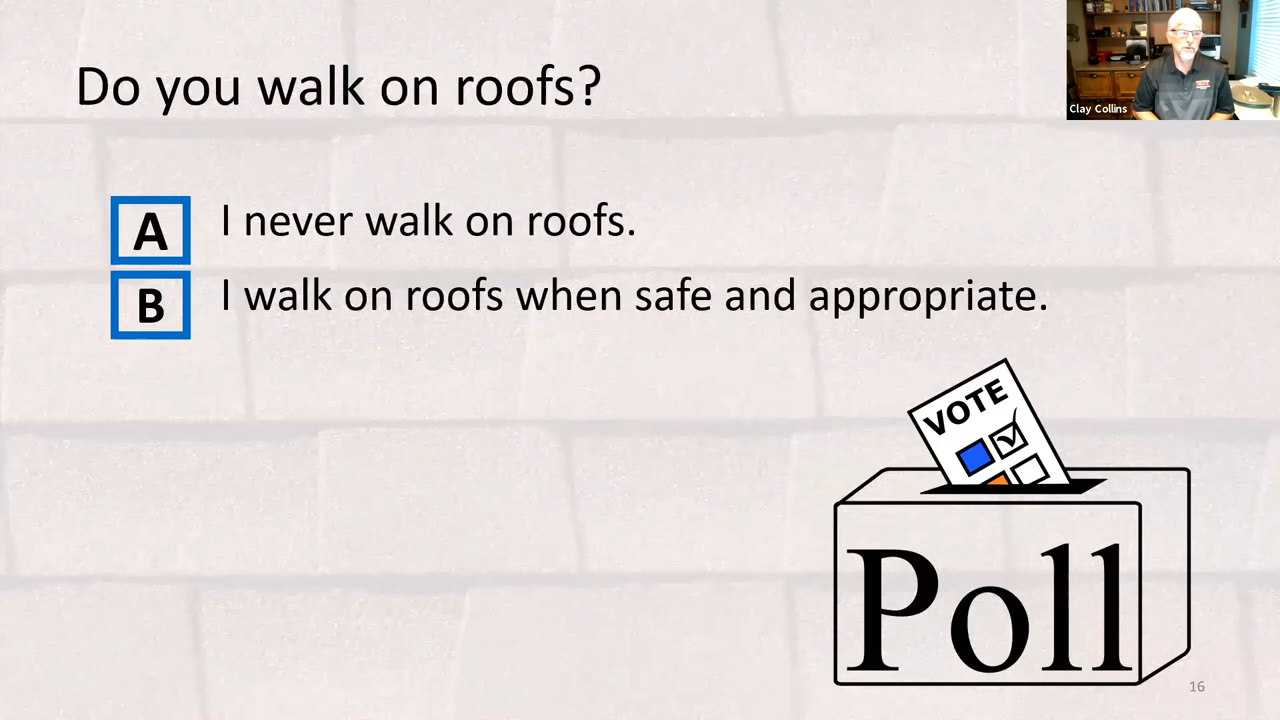 Do you walk on roofs?
Clay Collins
A I never walk on roofs.
B I walk on roofs when safe and appropriate.
VOTE
Poll
16